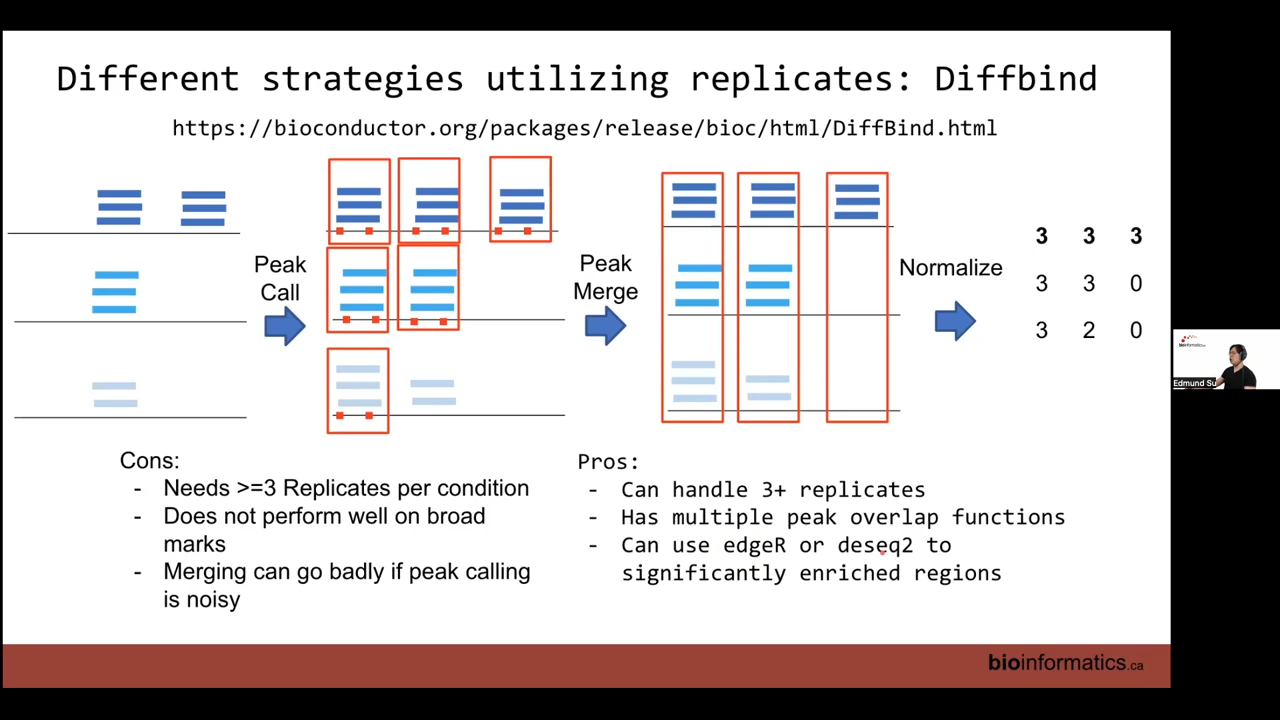 Different strategies utilizing replicates: Diffbind
https://bioconductor.org/packages/release/bioc/html/DiffBind.html
Peak
Call
Peak
Merge
Normalize
3 3 3
3 3 0
3 2 0
Cons:
- Needs >=3 Replicates per condition
- Does not perform well on broad
marks
- Merging can go badly if peak calling
is noisy
Pros:
- Can handle 3+ replicates
- Has multiple peak overlap functions
- Can use edgeR or deseq2 to
significantly enriched regions
bioinformatics.ca
bioinformatics.ca
Edmund Su